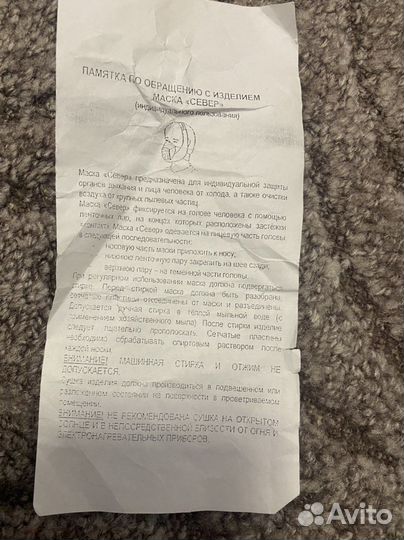 ПАМЯТКА ПО ОБРАЩЕНИЮ С ИЗДЕЛИЕМ
МАСКА «СЕВЕР»
(индивидуального пользования)
Маска «Север» предназначена для индивидуальной защиты
органов дыхания и лица человека от холода, а также очистки
воздуха от крупных пылевых частиц.
Маска «Север» фиксируется на голове человека с помощью
ленточных пар, на концах которых расположены застёжки
контакт. Маска «Север» одевается на лицевую часть головы
в следующей последовательности:
носовую часть маски приложить к носу;
нижнюю ленточную пару закрепить на шее сзади;
верхнюю пару – на теменной части головы.
При регулярном использовании маска должна подвергаться
стирке. Перед стиркой маска должна быть разобрана:
сетчатые пластины отсоединены от маски и разъединены.
Допускается ручная стирка в тёплой мыльной воде (с
применением хозяйственного мыла). После стирки изделие
следует тщательно прополоскать. Сетчатые пластины
необходимо обрабатывать спиртовым раствором после
каждой носки.
ВНИМАНИЕ! МАШИННАЯ СТИРКА И ОТЖИМ НЕ
ДОПУСКАЕТСЯ.
Сушка изделия должна производиться в подвешенном или
разложенном состоянии на поверхности в проветриваемом
помещении.
ВНИМАНИЕ! НЕ РЕКОМЕНДОВАНА СУШКА НА ОТКРЫТОМ
СОЛНЦЕ И В НЕПОСРЕДСТВЕННОЙ БЛИЗОСТИ ОТ ОГНЯ И
ЭЛЕКТРОНАГРЕВАТЕЛЬНЫХ ПРИБОРОВ.
Avito